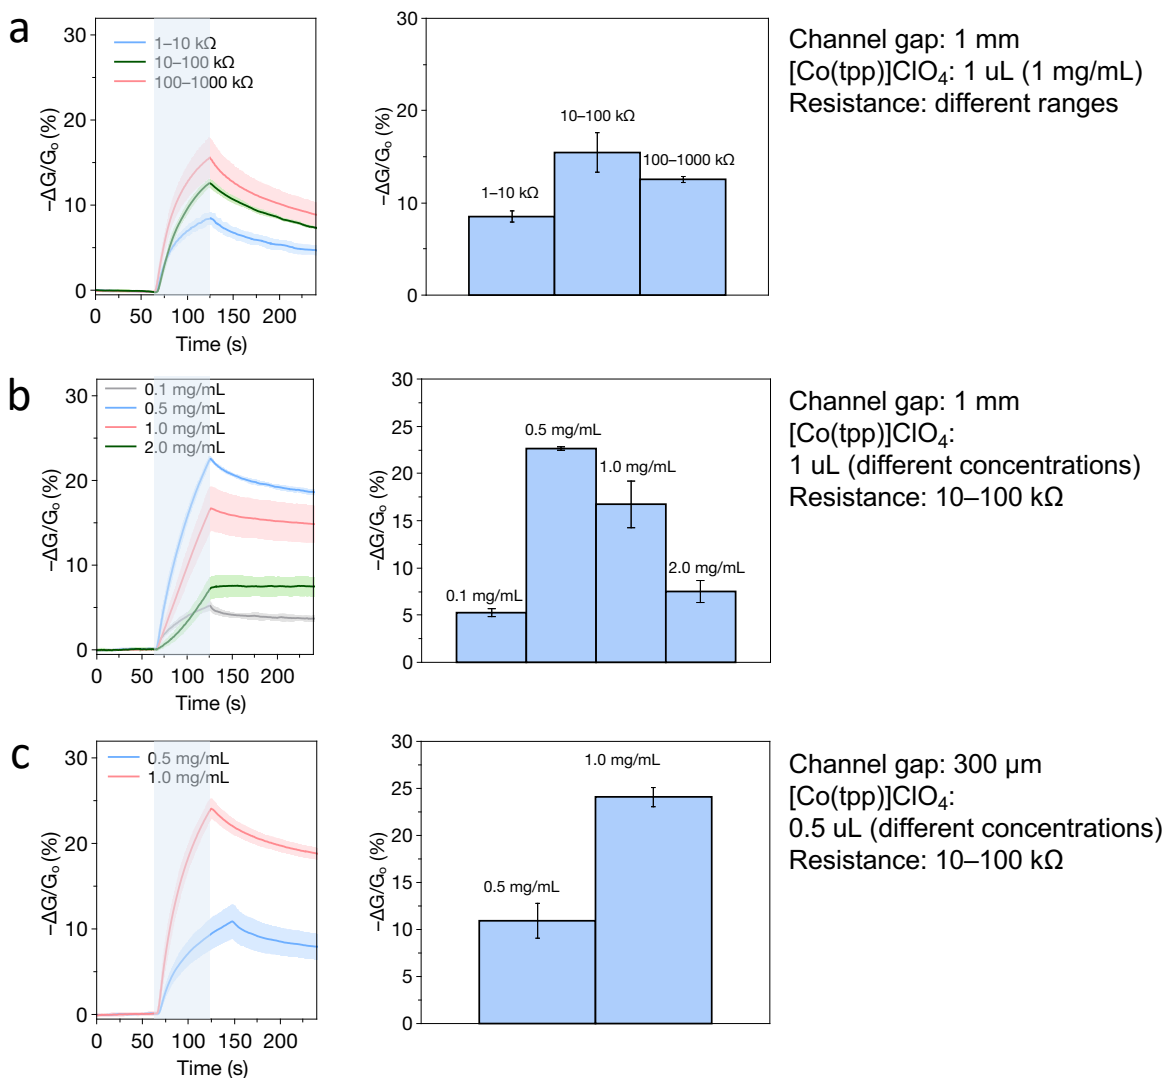 a
30
20
10
0
−ΔG/G₀ (%)
1–10 kΩ
10–100 kΩ
100–1000 kΩ
0 50 100 150 200
Time (s)
30
25
20
15
10
5
0
−ΔG/G₀ (%)
1–10 kΩ
10–100 kΩ
100–1000 kΩ
Channel gap: 1 mm
[Co(tpp)]ClO₄: 1 uL (1 mg/mL)
Resistance: different ranges
b
30
20
10
0
−ΔG/G₀ (%)
0.1 mg/mL
0.5 mg/mL
1.0 mg/mL
2.0 mg/mL
0 50 100 150 200
Time (s)
30
25
20
15
10
5
0
−ΔG/G₀ (%)
0.1 mg/mL
0.5 mg/mL
1.0 mg/mL
2.0 mg/mL
Channel gap: 1 mm
[Co(tpp)]ClO₄:
1 uL (different concentrations)
Resistance: 10–100 kΩ
c
30
20
10
0
−ΔG/G₀ (%)
0.5 mg/mL
1.0 mg/mL
0 50 100 150 200
Time (s)
30
25
20
15
10
5
0
−ΔG/G₀ (%)
0.5 mg/mL
1.0 mg/mL
Channel gap: 300 µm
[Co(tpp)]ClO₄:
0.5 uL (different concentrations)
Resistance: 10–100 kΩ